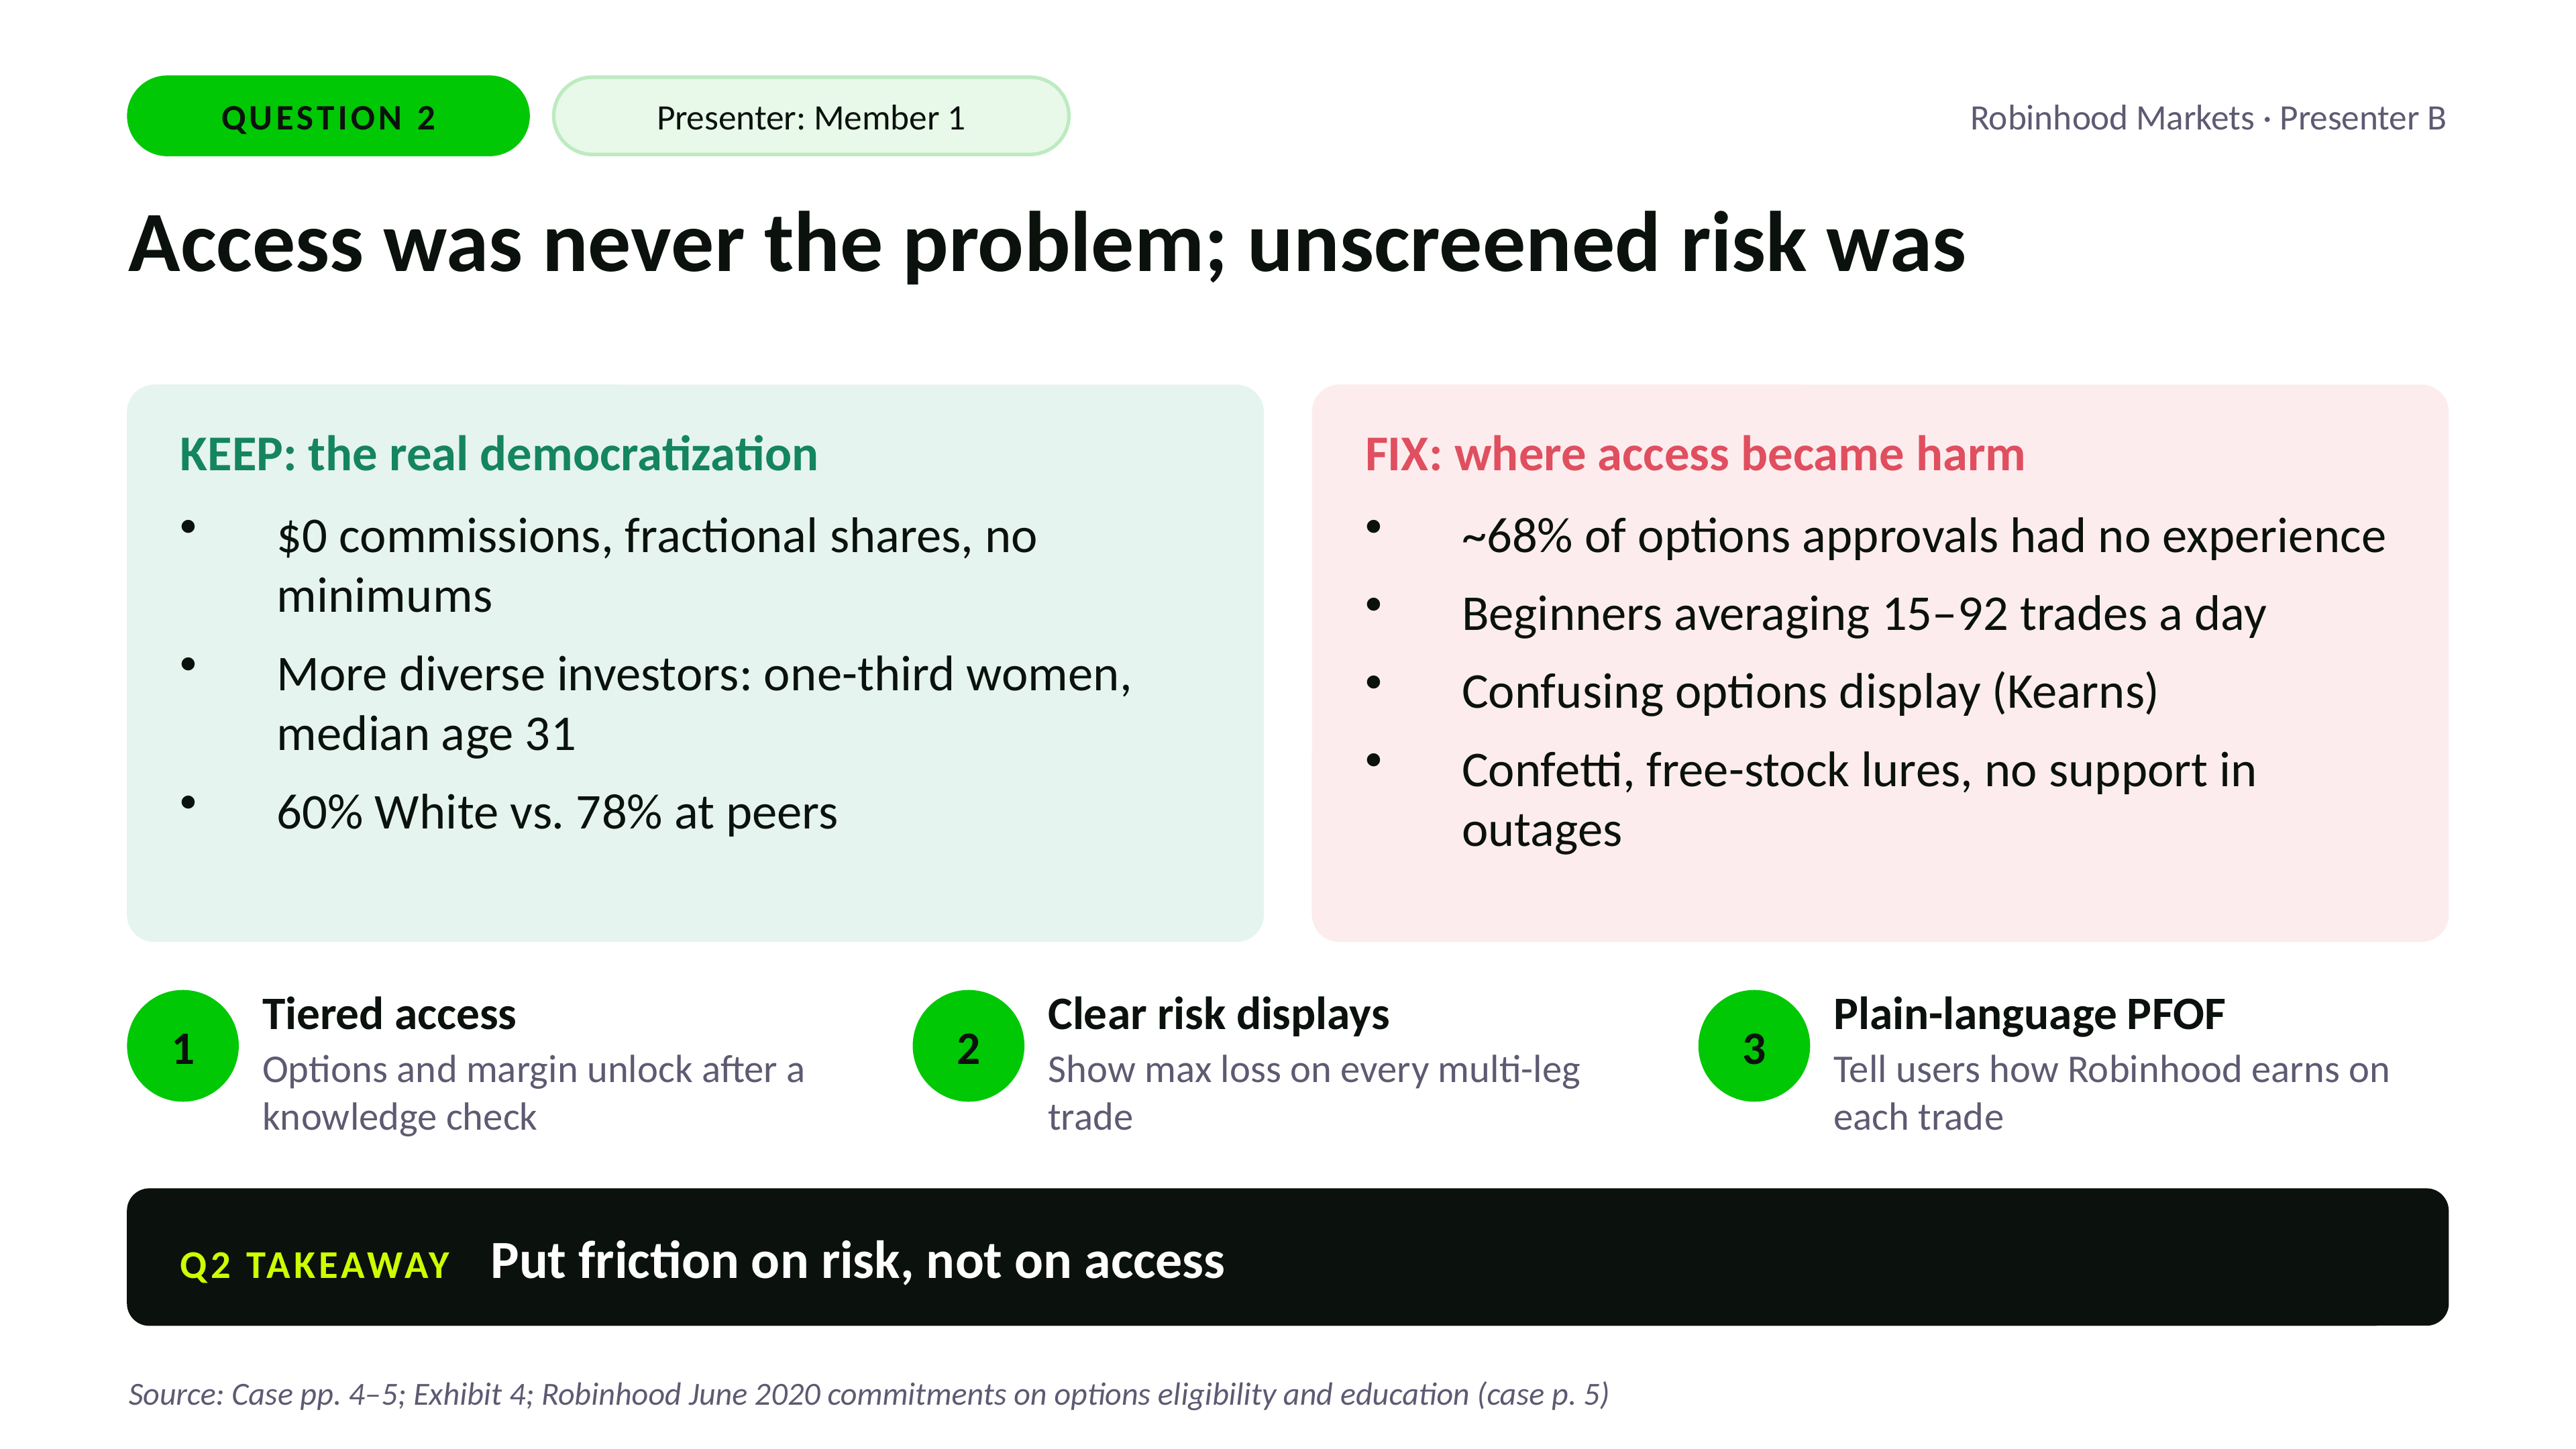 QUESTION 2
Presenter: Member 1
Robinhood Markets · Presenter B
Access was never the problem; unscreened risk was
KEEP: the real democratization
• $0 commissions, fractional shares, no
minimums
• More diverse investors: one-third women,
median age 31
• 60% White vs. 78% at peers
FIX: where access became harm
• ~68% of options approvals had no experience
• Beginners averaging 15–92 trades a day
• Confusing options display (Kearns)
• Confetti, free-stock lures, no support in
outages
1
Tiered access
Options and margin unlock after a
knowledge check
2
Clear risk displays
Show max loss on every multi-leg
trade
3
Plain-language PFOF
Tell users how Robinhood earns on
each trade
Q2 TAKEAWAY Put friction on risk, not on access
Source: Case pp. 4–5; Exhibit 4; Robinhood June 2020 commitments on options eligibility and education (case p. 5)